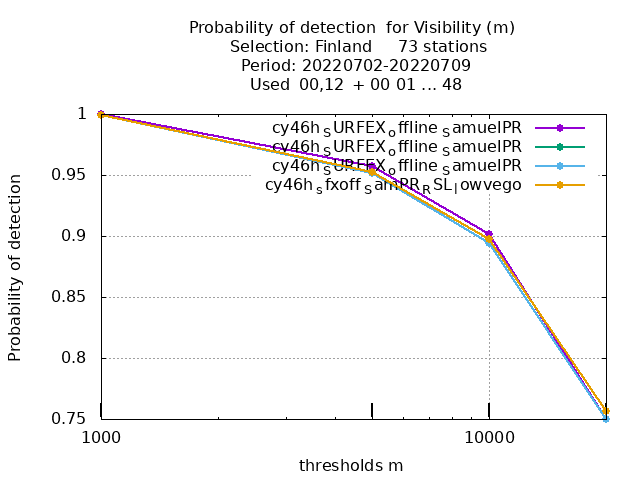 Probability of detection  for Visibility (m)
Selection: Finland     73 stations
Period: 20220702-20220709
Used  00,12  + 00 01 ... 48
Probability of detection
1
0.95
0.9
0.85
0.8
0.75
cy46h_SURFEX_offline_SamuelPR
cy46h_SURFEX_offline_SamuelPR
cy46h_SURFEX_offline_SamuelPR
cy46h_sfxoff_SamPR_RSL_lowvego
1000
10000
thresholds m